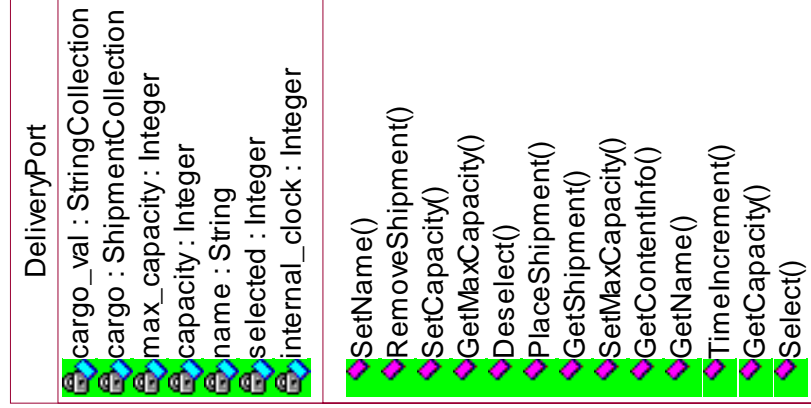 DeliveryPort
cargo_val : StringCollection
cargo : ShipmentCollection
max_capacity : Integer
capacity : Integer
name : String
selected : Integer
internal_clock : Integer
SetName()
RemoveShipment()
SetCapacity()
GetMaxCapacity()
Deselect()
PlaceShipment()
GetShipment()
SetMaxCapacity()
GetContentInfo()
GetName()
TimeIncrement()
GetCapacity()
Select()